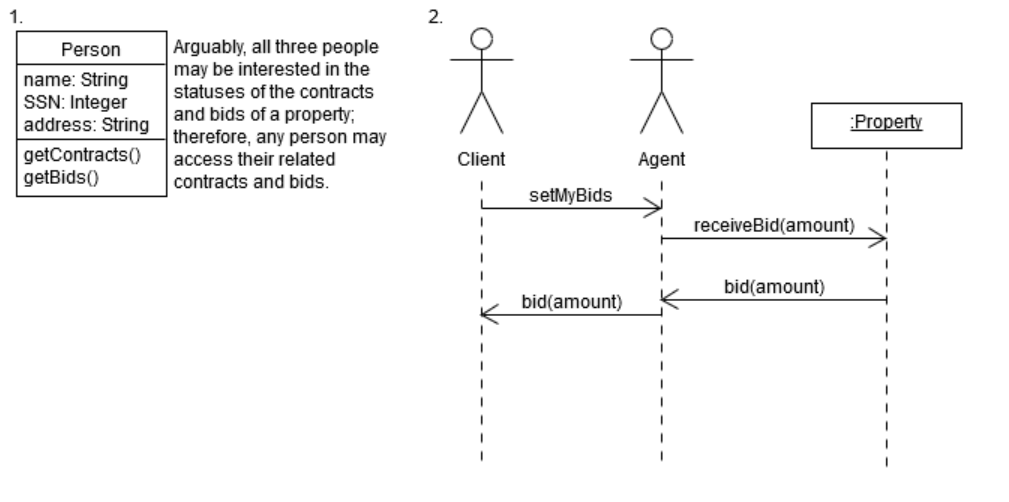 1.
Person
name: String
SSN: Integer
address: String
getContracts()
getBids()
Arguably, all three people
may be interested in the
statuses of the contracts
and bids of a property;
therefore, any person may
access their related
contracts and bids.
2.
Client
Agent
:Property
setMyBids
receiveBid(amount)
bid(amount)
bid(amount)